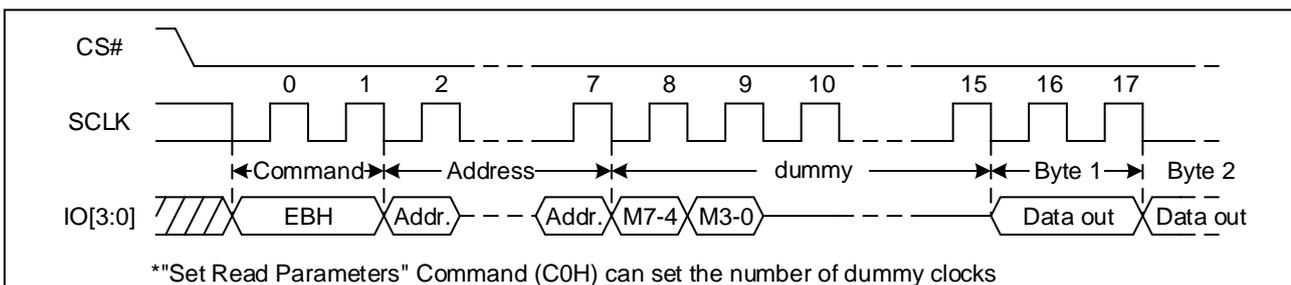 CS#
0 1 2 7 8 9 10 15 16 17
SCLK
Command Address dummy Byte 1 Byte 2
IO[3:0] EBH Addr. Addr. M7-4 M3-0 Data out Data out
*"Set Read Parameters" Command (C0H) can set the number of dummy clocks